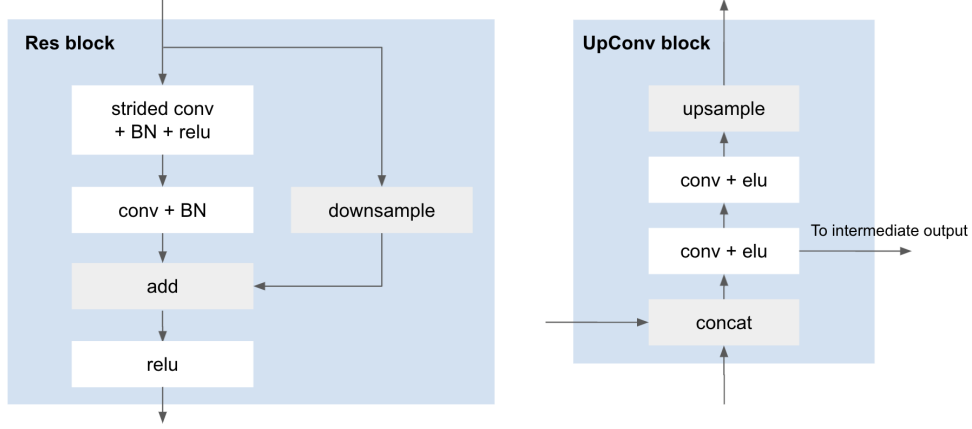 Res block
strided conv
+ BN + relu
conv + BN
downsample
add
relu
UpConv block
upsample
conv + elu
To intermediate output
conv + elu
concat